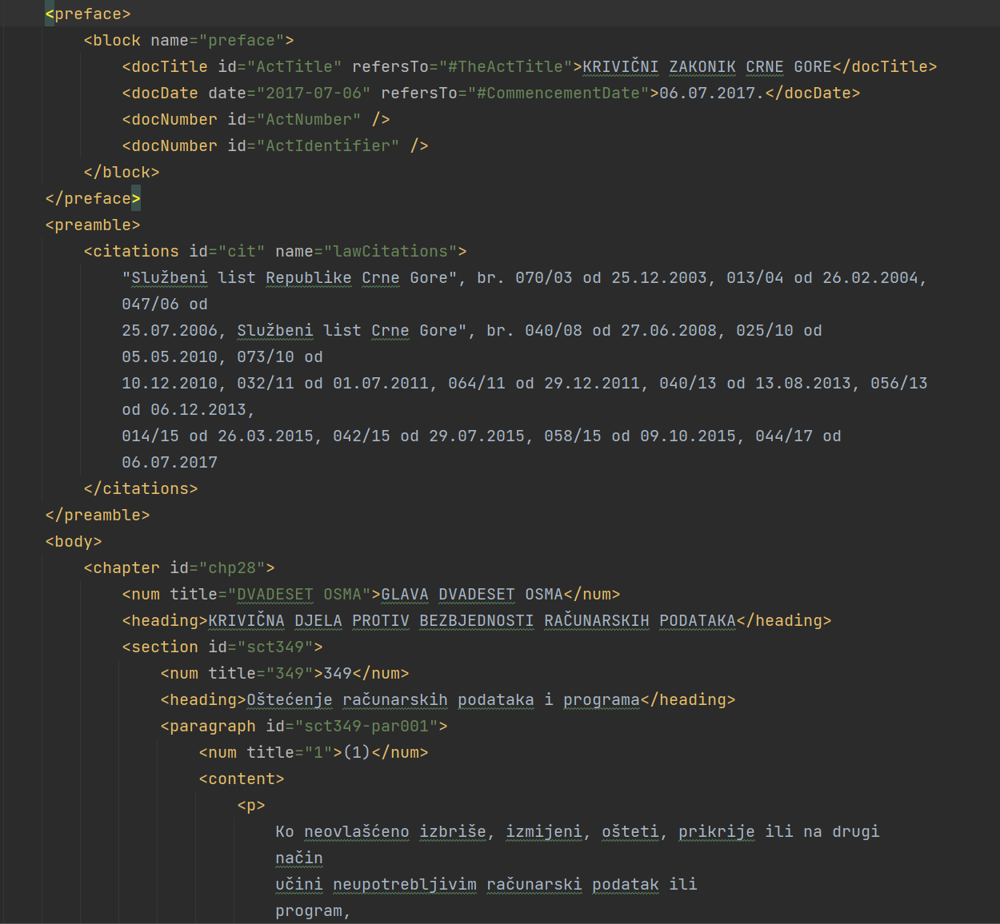 <preface>
<block name="preface">
<docTitle id="ActTitle" refersTo="#TheActTitle">KRIVIČNI ZAKONIK CRNE GORE</docTitle>
<docDate date="2017-07-06" refersTo="#CommencementDate">06.07.2017.</docDate>
<docNumber id="ActNumber" />
<docNumber id="ActIdentifier" />
</block>
</preface>
<preamble>
<citations id="cit" name="lawCitations">
"Službeni list Republike Crne Gore", br. 070/03 od 25.12.2003, 013/04 od 26.02.2004,
047/06 od
25.07.2006, Službeni list Crne Gore", br. 040/08 od 27.06.2008, 025/10 od
05.05.2010, 073/10 od
10.12.2010, 032/11 od 01.07.2011, 064/11 od 29.12.2011, 040/13 od 13.08.2013, 056/13
od 06.12.2013,
014/15 od 26.03.2015, 042/15 od 29.07.2015, 058/15 od 09.10.2015, 044/17 od
06.07.2017
</citations>
</preamble>
<body>
<chapter id="chp28">
<num title="DVADESET OSMA">GLAVA DVADESET OSMA</num>
<heading>KRIVIČNA DJELA PROTIV BEZBJEDNOSTI RAČUNARSKIH PODATAKA</heading>
<section id="sct349">
<num title="349">349</num>
<heading>Oštećenje računarskih podataka i programa</heading>
<paragraph id="sct349-par001">
<num title="1">(1)</num>
<content>
<p>
Ko neovlašćeno izbriše, izmijeni, ošteti, prikrije ili na drugi
način
učini neupotrebljivim računarski podatak ili
program,